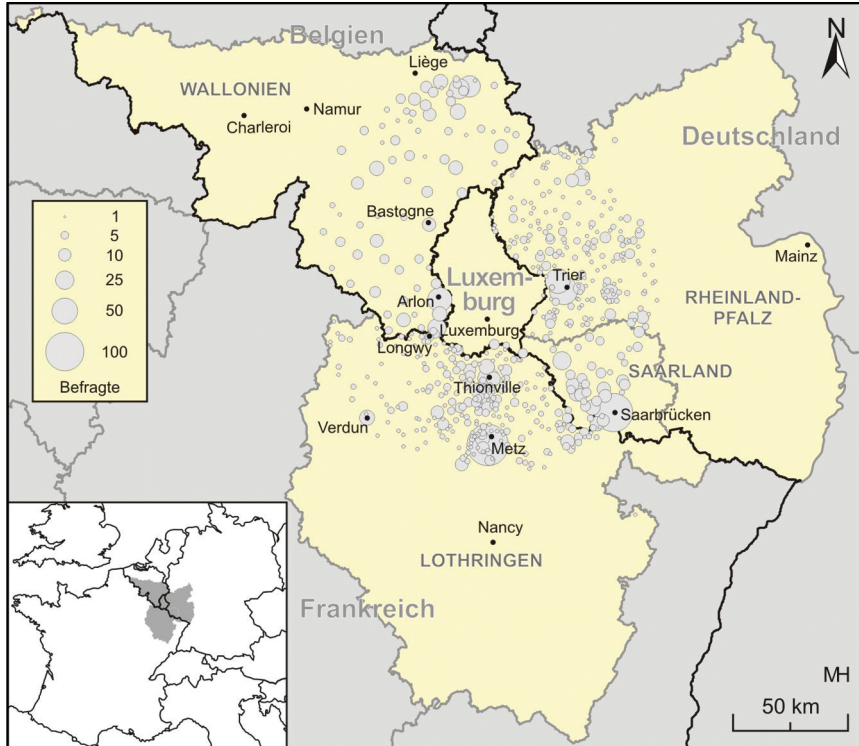 Belgien
N
Liège
WALLONIEN
Namur
Charleroi
Deutschland
1
5
10
25
50
100
Befragte
Bastogne
Mainz
Luxem-
burg
Trier
Arlon
RHEINLAND-
PFALZ
Luxemburg
Longwy
SAARLAND
Thionville
Saarbrücken
Verdun
Metz
Nancy
LOTHRINGEN
Frankreich
MH
50 km